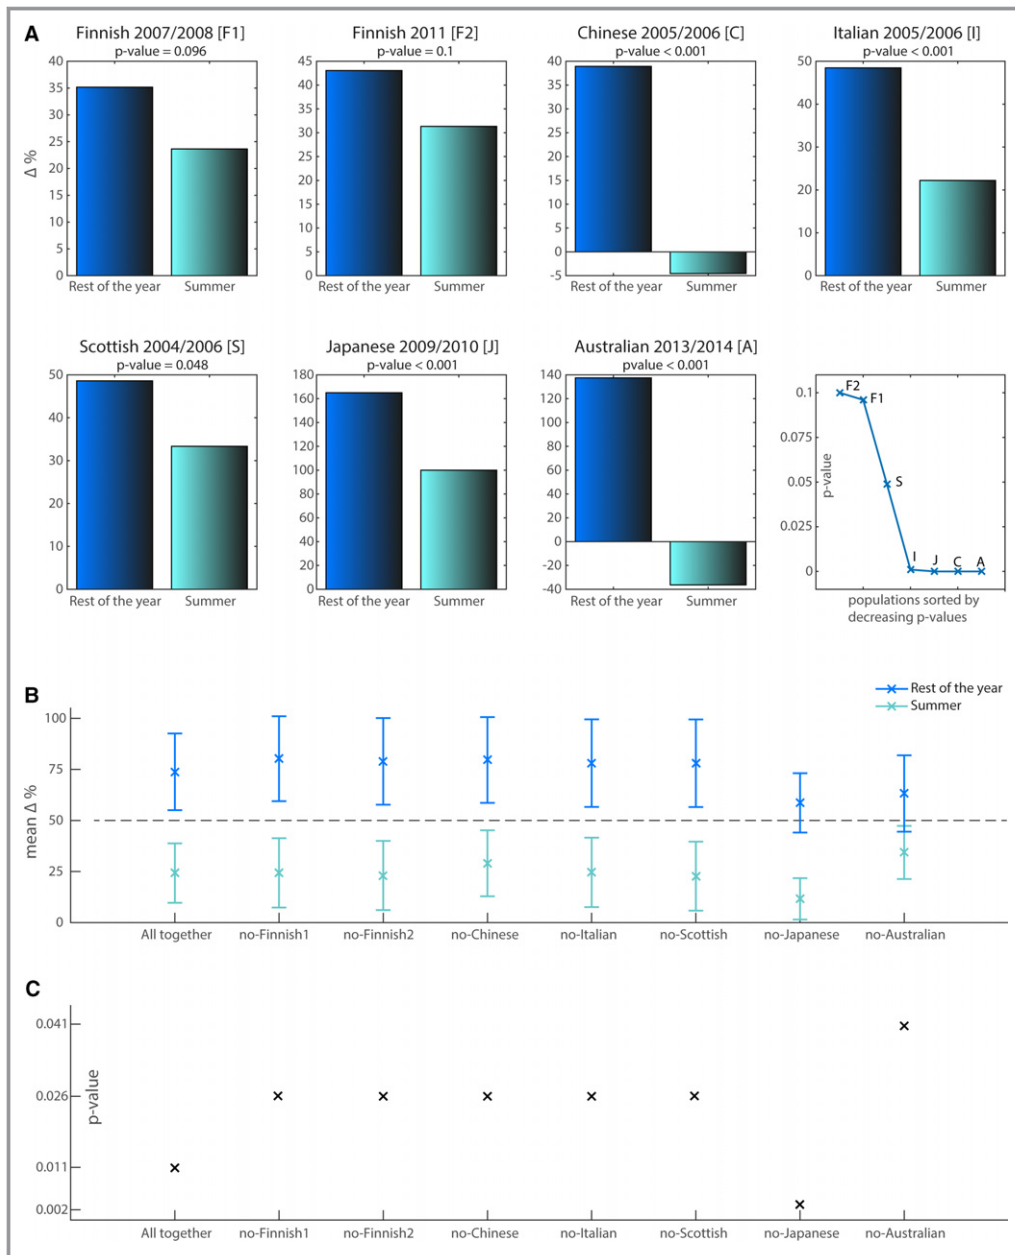 A
Finnish 2007/2008 [F1]
p-value = 0.096
40
35
30
25
20
15
10
5
0
Δ %
Rest of the year
Summer
Finnish 2011 [F2]
p-value = 0.1
45
40
35
30
25
20
15
10
5
0
Rest of the year
Summer
Chinese 2005/2006 [C]
p-value < 0.001
40
35
30
25
20
15
10
5
0
-5
Rest of the year
Summer
Italian 2005/2006 [I]
p-value < 0.001
50
40
30
20
10
0
Rest of the year
Summer
Scottish 2004/2006 [S]
p-value = 0.048
50
40
30
20
10
0
Rest of the year
Summer
Japanese 2009/2010 [J]
p-value < 0.001
180
160
140
120
100
80
60
40
20
0
Rest of the year
Summer
Australian 2013/2014 [A]
pvalue < 0.001
140
120
100
80
60
40
20
0
-20
-40
Rest of the year
Summer
0.1
0.075
0.05
0.025
0
p-value
F2
F1
S
I
J
C
A
populations sorted by
decreasing p-values
B
Rest of the year
Summer
100
75
50
25
0
mean Δ %
All together
no-Finnish1
no-Finnish2
no-Chinese
no-Italian
no-Scottish
no-Japanese
no-Australian
C
0.041
0.026
0.011
0.002
p-value
All together
no-Finnish1
no-Finnish2
no-Chinese
no-Italian
no-Scottish
no-Japanese
no-Australian